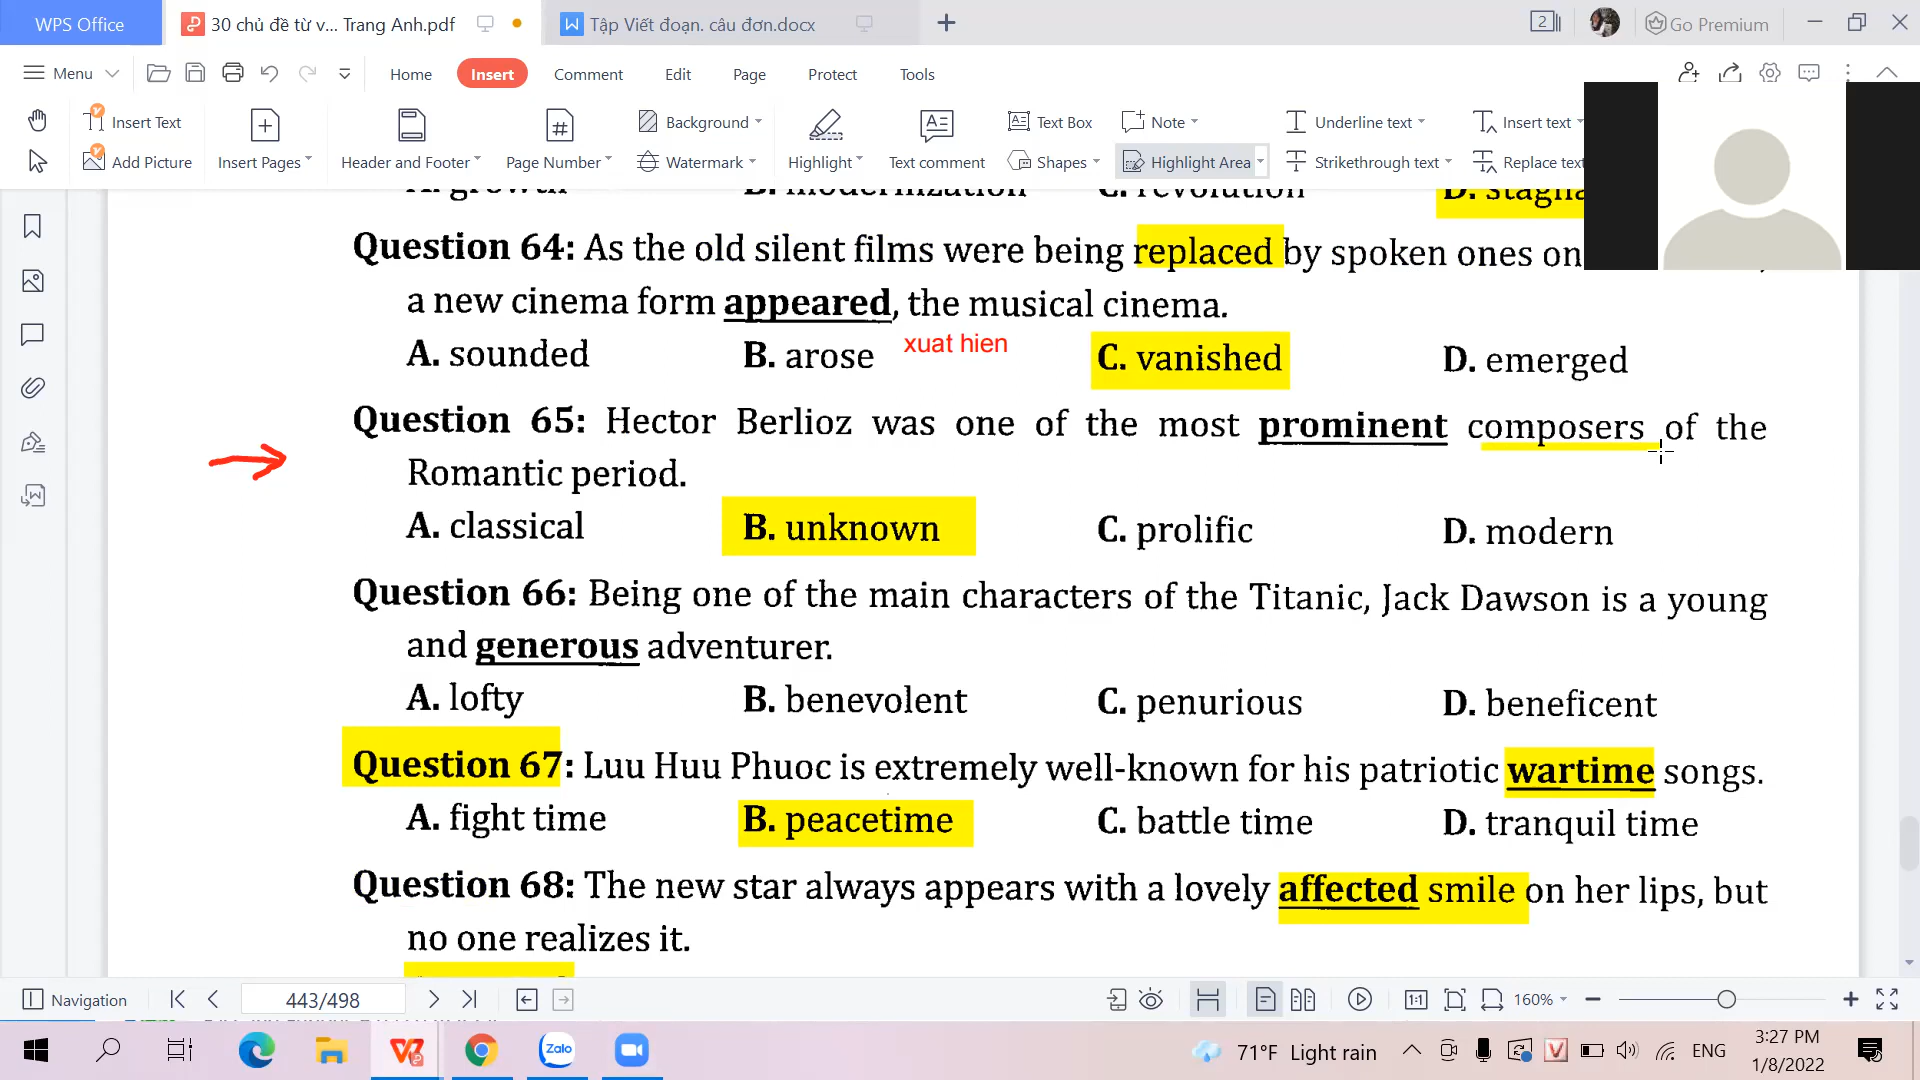 WPS Office
30 chủ đề từ v... Trang Anh.pdf
Tập Viết đoạn. câu đơn.docx
2
Go Premium
Menu
Home
Insert
Comment
Edit
Page
Protect
Tools
Insert Text
Add Picture
Insert Pages
Header and Footer
Page Number
Background
Watermark
Highlight
Text comment
Text Box
Shapes
Note
Highlight Area
Underline text
Strikethrough text
Insert text
Replace text
A. growth B. modernization C. revolution D.
Question 64: As the old silent films were being replaced by spoken ones on
a new cinema form appeared, the musical cinema.
xuat hien
A. sounded B. arose C. vanished D. emerged
Question 65: Hector Berlioz was one of the most prominent composers of the
Romantic period.
A. classical B. unknown C. prolific D. modern
Question 66: Being one of the main characters of the Titanic, Jack Dawson is a young
and generous adventurer.
A. lofty B. benevolent C. penurious D. beneficent
Question 67: Luu Huu Phuoc is extremely well-known for his patriotic wartime songs.
A. fight time B. peacetime C. battle time D. tranquil time
Question 68: The new star always appears with a lovely affected smile on her lips, but
no one realizes it.
Navigation
443/498
1:1
160%
Zalo
71°F Light rain
ENG
3:27 PM
1/8/2022